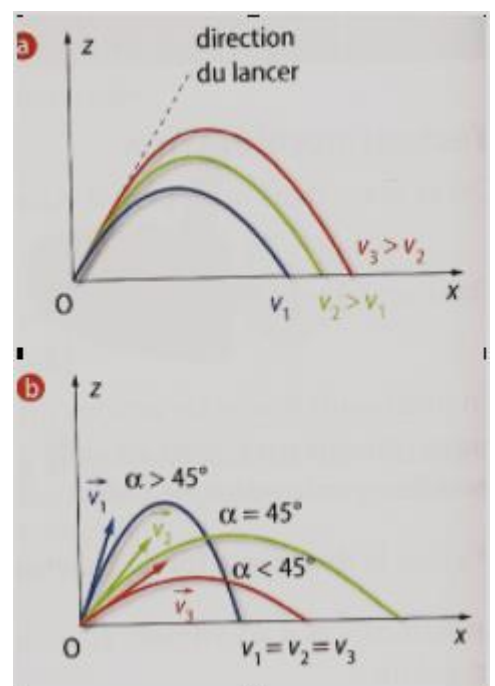 a
z
direction
du lancer
v₃ > v₂
O
v₁
v₂ > v₁
x
b
z
α > 45°
v₁
v₂
α = 45°
α < 45°
v₃
O
v₁ = v₂ = v₃
x